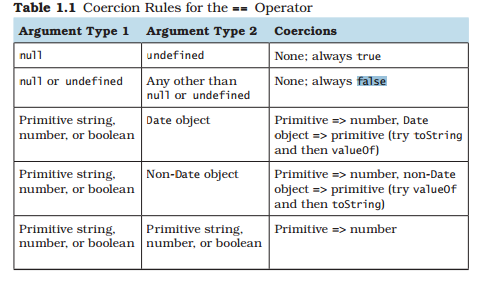 Table 1.1 Coercion Rules for the == Operator
Argument Type 1 Argument Type 2 Coercions
null undefined None; always true
null or undefined Any other than None; always false
null or undefined
Primitive string, Date object Primitive => number, Date
number, or boolean object => primitive (try toString
and then valueOf)
Primitive string, Non-Date object Primitive => number, non-Date
number, or boolean object => primitive (try valueOf
and then toString)
Primitive string, Primitive string, Primitive => number
number, or boolean number, or boolean